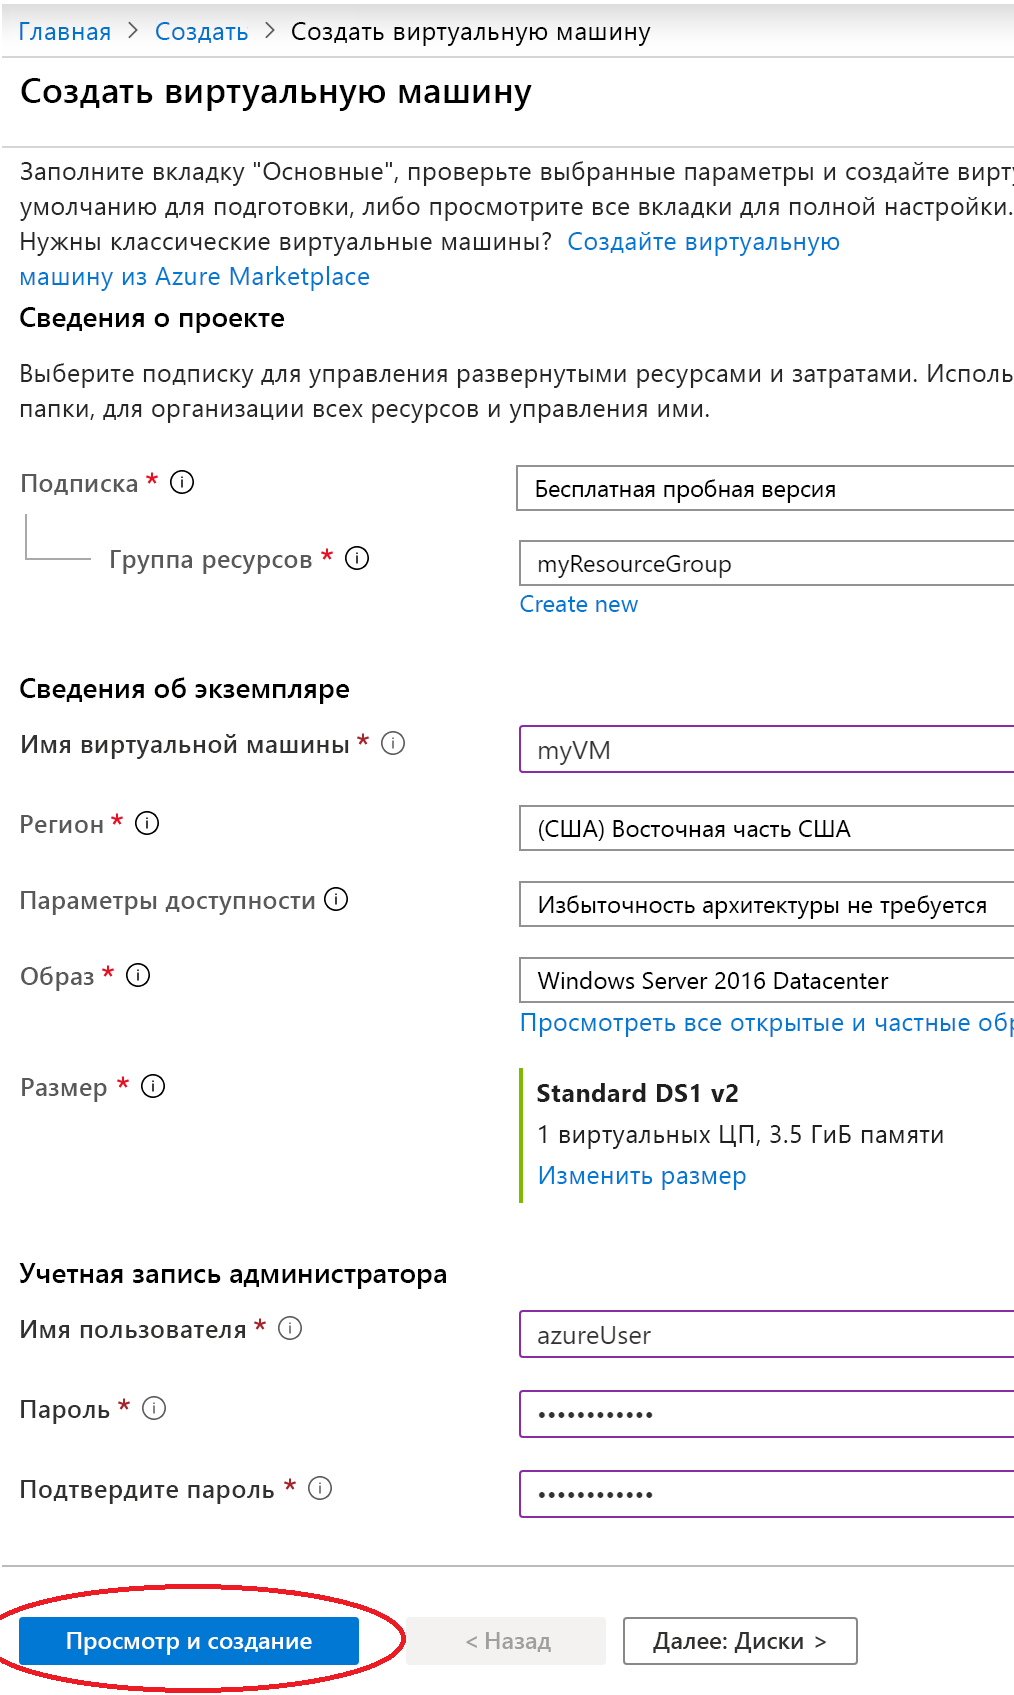 Главная > Создать > Создать виртуальную машину
Создать виртуальную машину
Заполните вкладку "Основные", проверьте выбранные параметры и создайте вирту
умолчанию для подготовки, либо просмотрите все вкладки для полной настройки.
Нужны классические виртуальные машины? Создайте виртуальную
машину из Azure Marketplace
Сведения о проекте
Выберите подписку для управления развернутыми ресурсами и затратами. Исполь
папки, для организации всех ресурсов и управления ими.
Подписка *
Бесплатная пробная версия
Группа ресурсов *
myResourceGroup
Create new
Сведения об экземпляре
Имя виртуальной машины *
myVM
Регион *
(США) Восточная часть США
Параметры доступности
Избыточность архитектуры не требуется
Образ *
Windows Server 2016 Datacenter
Просмотреть все открытые и частные обр
Размер *
Standard DS1 v2
1 виртуальных ЦП, 3.5 ГиБ памяти
Изменить размер
Учетная запись администратора
Имя пользователя *
azureUser
Пароль *
••••••••••••
Подтвердите пароль *
••••••••••••
Просмотр и создание
< Назад
Далее: Диски >